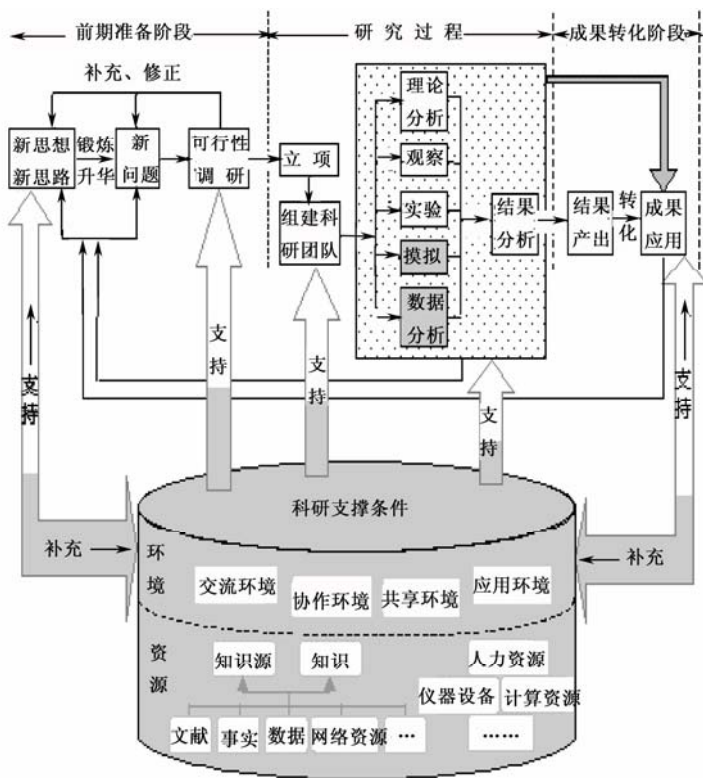 前期准备阶段
研究过程
成果转化阶段
补充、修正
新思想
新思路
锻炼
升华
新
问题
可行性
调研
立项
组建科
研团队
理论
分析
观察
实验
摸拟
数据
分析
结果
分析
结果
产出
转化
成果
应用
支持
支持
支持
支持
支持
科研支撑条件
补充
补充
环境
交流环境
协作环境
共享环境
应用环境
资源
知识源
知识
人力资源
仪器设备
计算资源
文献
事实
数据
网络资源
…
……